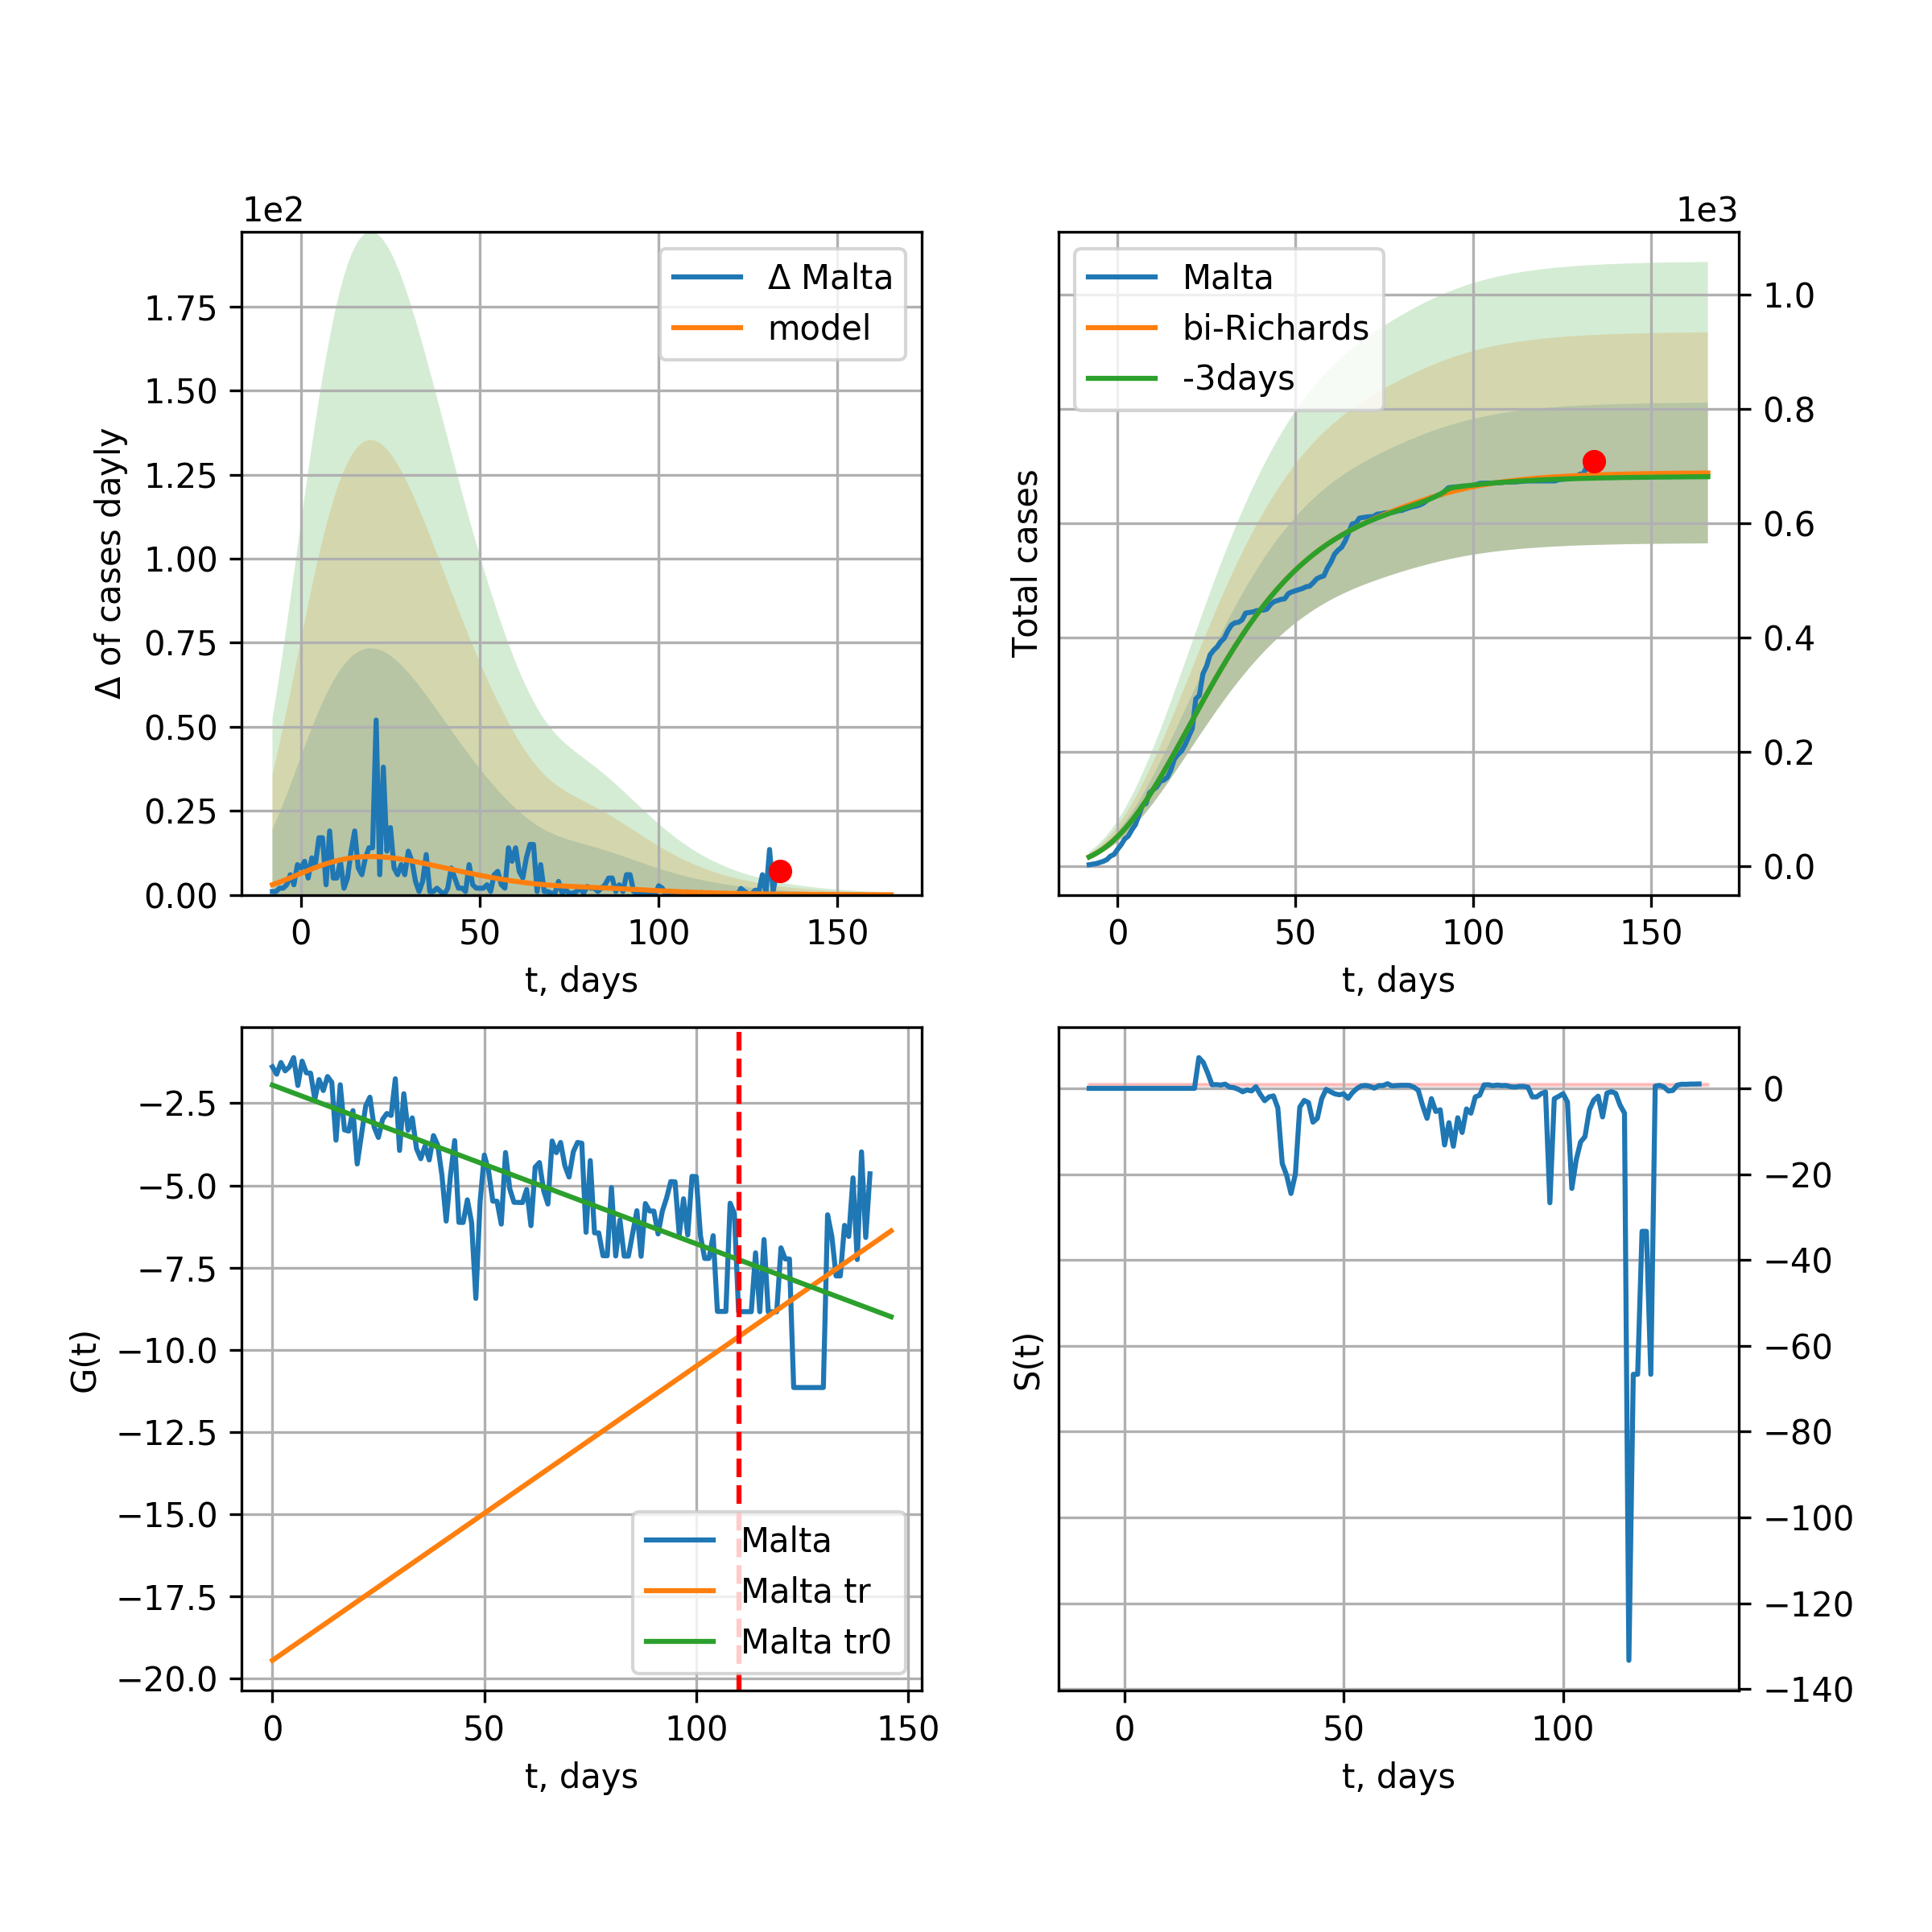 1e2
Δ Malta
model
Δ of cases dayly
1.75
1.50
1.25
1.00
0.75
0.50
0.25
0.00
0 50 100 150
t, days
1e3
Malta
bi-Richards
-3days
Total cases
1.0
0.8
0.6
0.4
0.2
0.0
0 50 100 150
t, days
G(t)
−2.5
−5.0
−7.5
−10.0
−12.5
−15.0
−17.5
−20.0
Malta
Malta tr
Malta tr0
0 50 100 150
t, days
S(t)
0
−20
−40
−60
−80
−100
−120
−140
0 50 100
t, days